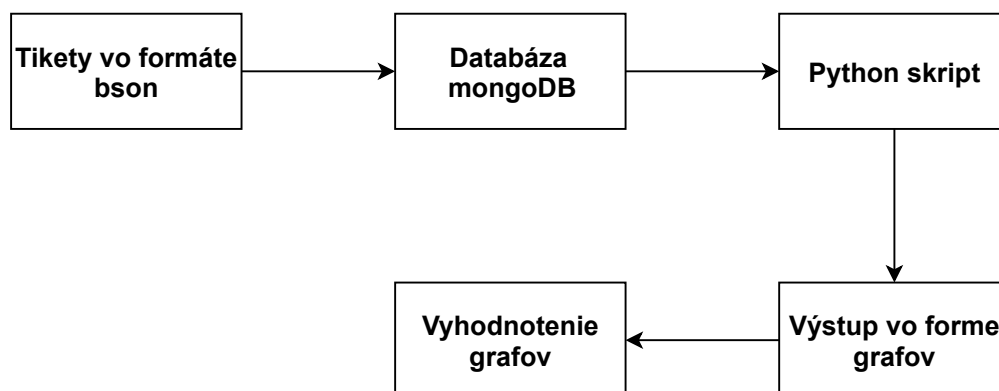 Tikety vo formáte
bson
Databáza
mongoDB
Python skript
Výstup vo forme
grafov
Vyhodnotenie
grafov